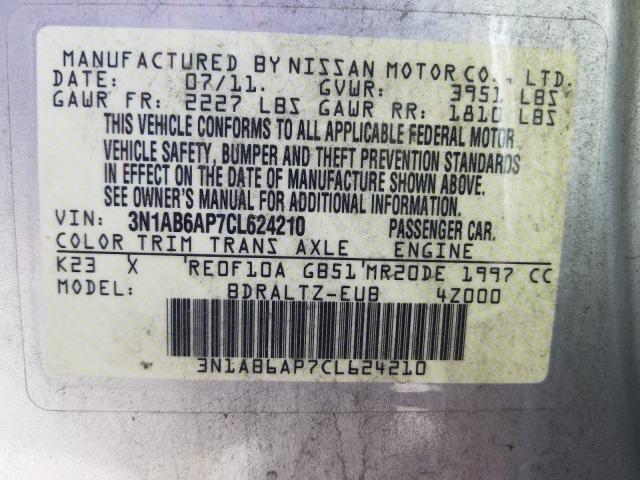 MANUFACTURED BY NISSAN MOTOR CO., LTD.
DATE: 07/11. GVWR: 3951 LBS
GAWR FR: 2227 LBS GAWR RR: 1810 LBS
THIS VEHICLE CONFORMS TO ALL APPLICABLE FEDERAL MOTOR
VEHICLE SAFETY, BUMPER AND THEFT PREVENTION STANDARDS
IN EFFECT ON THE DATE OF MANUFACTURE SHOWN ABOVE.
SEE OWNER'S MANUAL FOR ADDITIONAL INFORMATION.
VIN: 3N1AB6AP7CL624210 PASSENGER CAR.
COLOR TRIM TRANS AXLE ENGINE
K23 X RE0F10A GB51 MR20DE 1997 CC
MODEL: BDRALTZ-EUB 4Z000
3N1AB6AP7CL624210